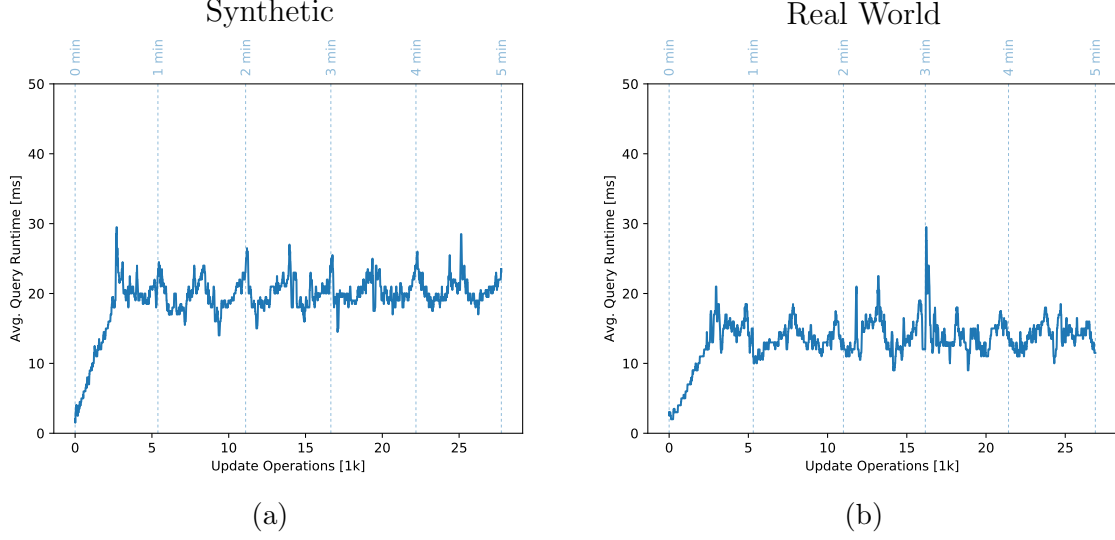 Synthetic
0 min
1 min
2 min
3 min
4 min
5 min
50
40
30
20
10
0
Avg. Query Runtime [ms]
0
5
10
15
20
25
Update Operations [1k]
(a)
Real World
0 min
1 min
2 min
3 min
4 min
5 min
50
40
30
20
10
0
Avg. Query Runtime [ms]
0
5
10
15
20
25
Update Operations [1k]
(b)